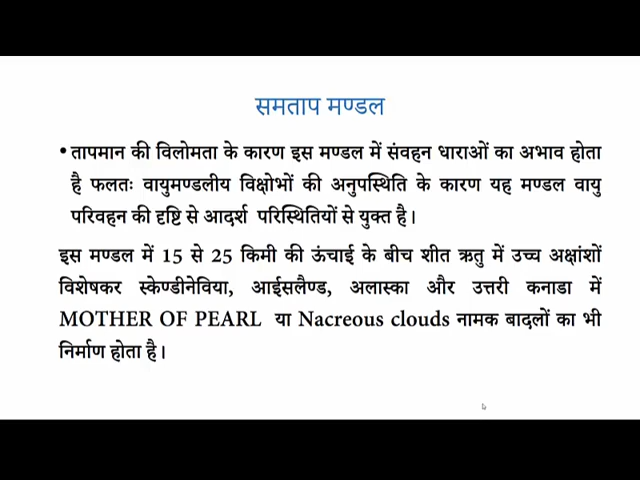 समताप मण्डल
• तापमान की विलोमता के कारण इस मण्डल में संवहन धाराओं का अभाव होता
है फलतः वायुमण्डलीय विक्षोभों की अनुपस्थिति के कारण यह मण्डल वायु
परिवहन की दृष्टि से आदर्श परिस्थितियों से युक्त है।
इस मण्डल में 15 से 25 किमी की ऊंचाई के बीच शीत ऋतु में उच्च अक्षांशों
विशेषकर स्केण्डीनेविया, आईसलैण्ड, अलास्का और उत्तरी कनाडा में
MOTHER OF PEARL या Nacreous clouds नामक बादलों का भी
निर्माण होता है।